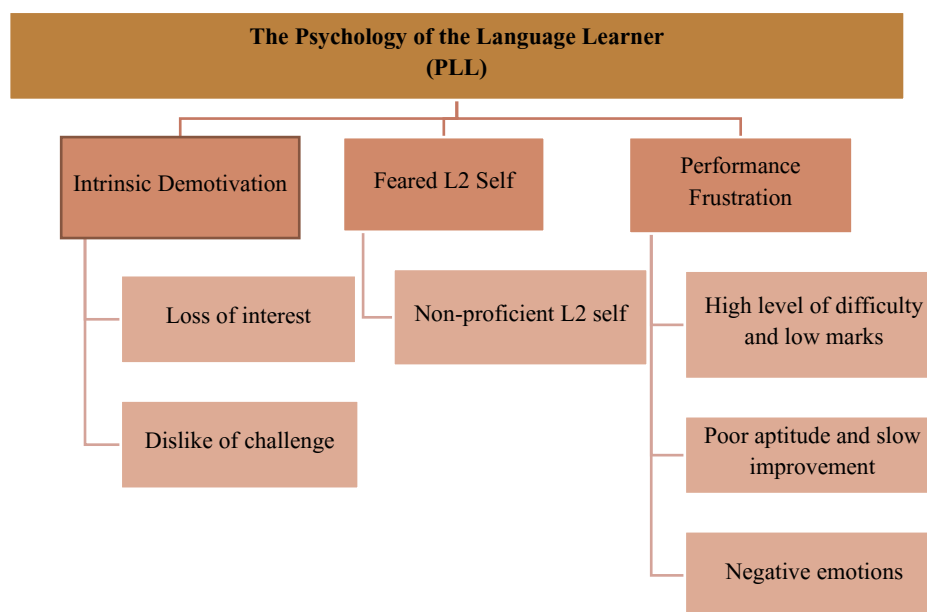 The Psychology of the Language Learner
(PLL)
Intrinsic Demotivation
Feared L2 Self
Performance
Frustration
Loss of interest
Non-proficient L2 self
High level of difficulty
and low marks
Dislike of challenge
Poor aptitude and slow
improvement
Negative emotions